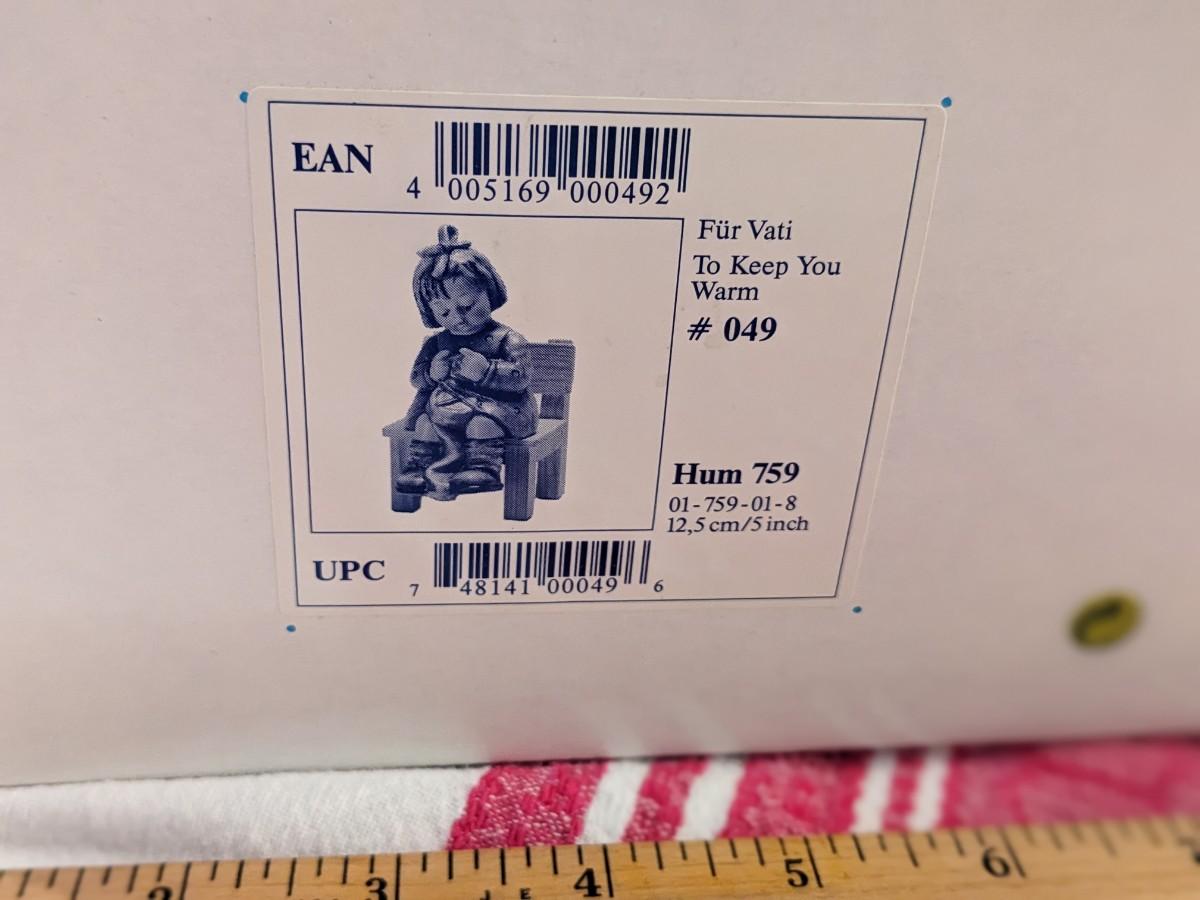 EAN
4 005169 000492
Für Vati
To Keep You
Warm
# 049
Hum 759
01-759-01-8
12,5 cm/5 inch
UPC
7 48141 00049 6
2 3 4 5 6
J E